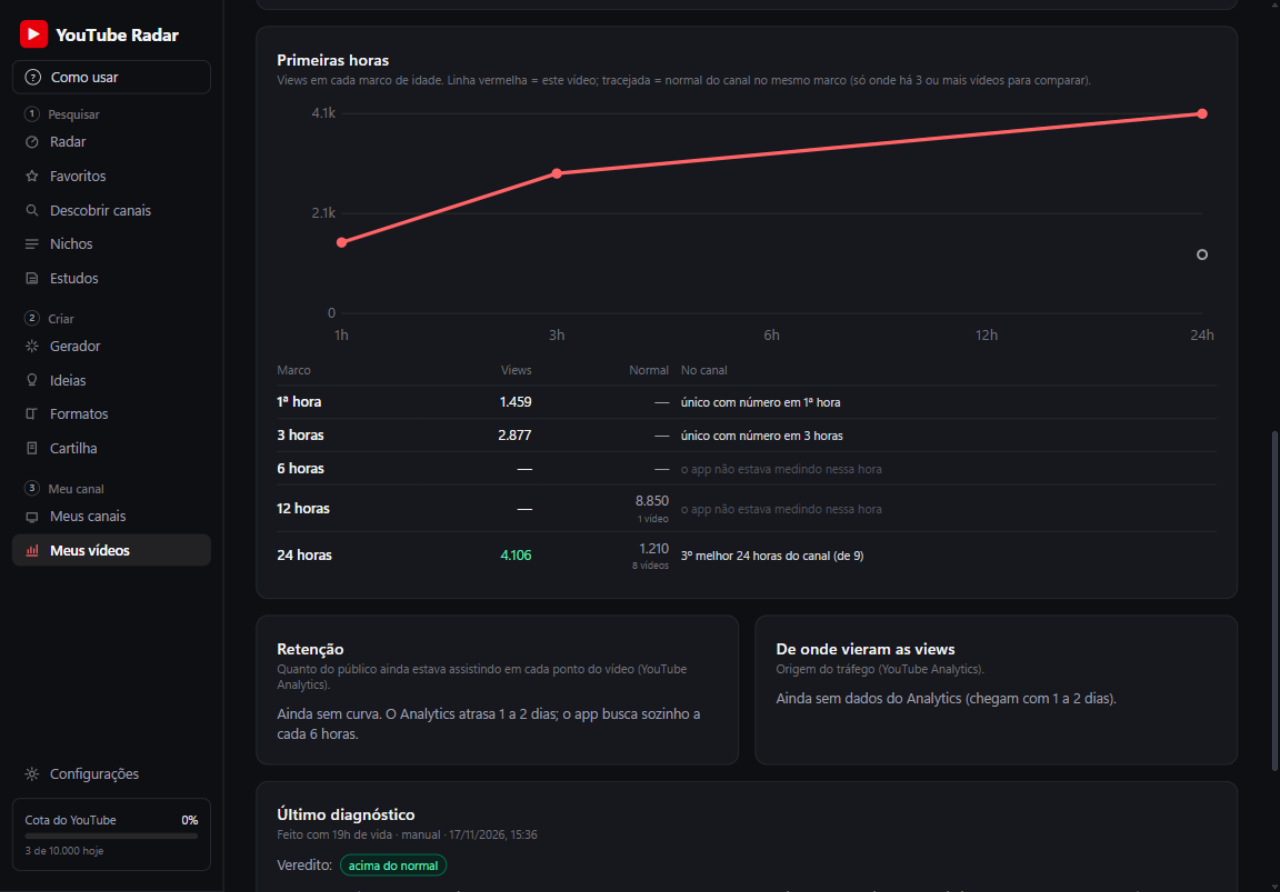 YouTube Radar
? Como usar
1 Pesquisar
Radar
Favoritos
Descobrir canais
Nichos
Estudos
2 Criar
Gerador
Ideias
Formatos
Cartilha
3 Meu canal
Meus canais
Meus vídeos
Configurações
Cota do YouTube 0%
3 de 10.000 hoje
Primeiras horas
Views em cada marco de idade. Linha vermelha = este vídeo; tracejada = normal do canal no mesmo marco (só onde há 3 ou mais vídeos para comparar).
4.1k
2.1k
0
1h 3h 6h 12h 24h
Marco Views Normal No canal
1ª hora 1.459 — único com número em 1ª hora
3 horas 2.877 — único com número em 3 horas
6 horas — — o app não estava medindo nessa hora
12 horas — 8.850 o app não estava medindo nessa hora
1 vídeo
24 horas 4.106 1.210 3º melhor 24 horas do canal (de 9)
8 vídeos
Retenção
Quanto do público ainda estava assistindo em cada ponto do vídeo (YouTube
Analytics).
Ainda sem curva. O Analytics atrasa 1 a 2 dias; o app busca sozinho a
cada 6 horas.
De onde vieram as views
Origem do tráfego (YouTube Analytics).
Ainda sem dados do Analytics (chegam com 1 a 2 dias).
Último diagnóstico
Feito com 19h de vida · manual · 17/11/2026, 15:36
Veredito: acima do normal